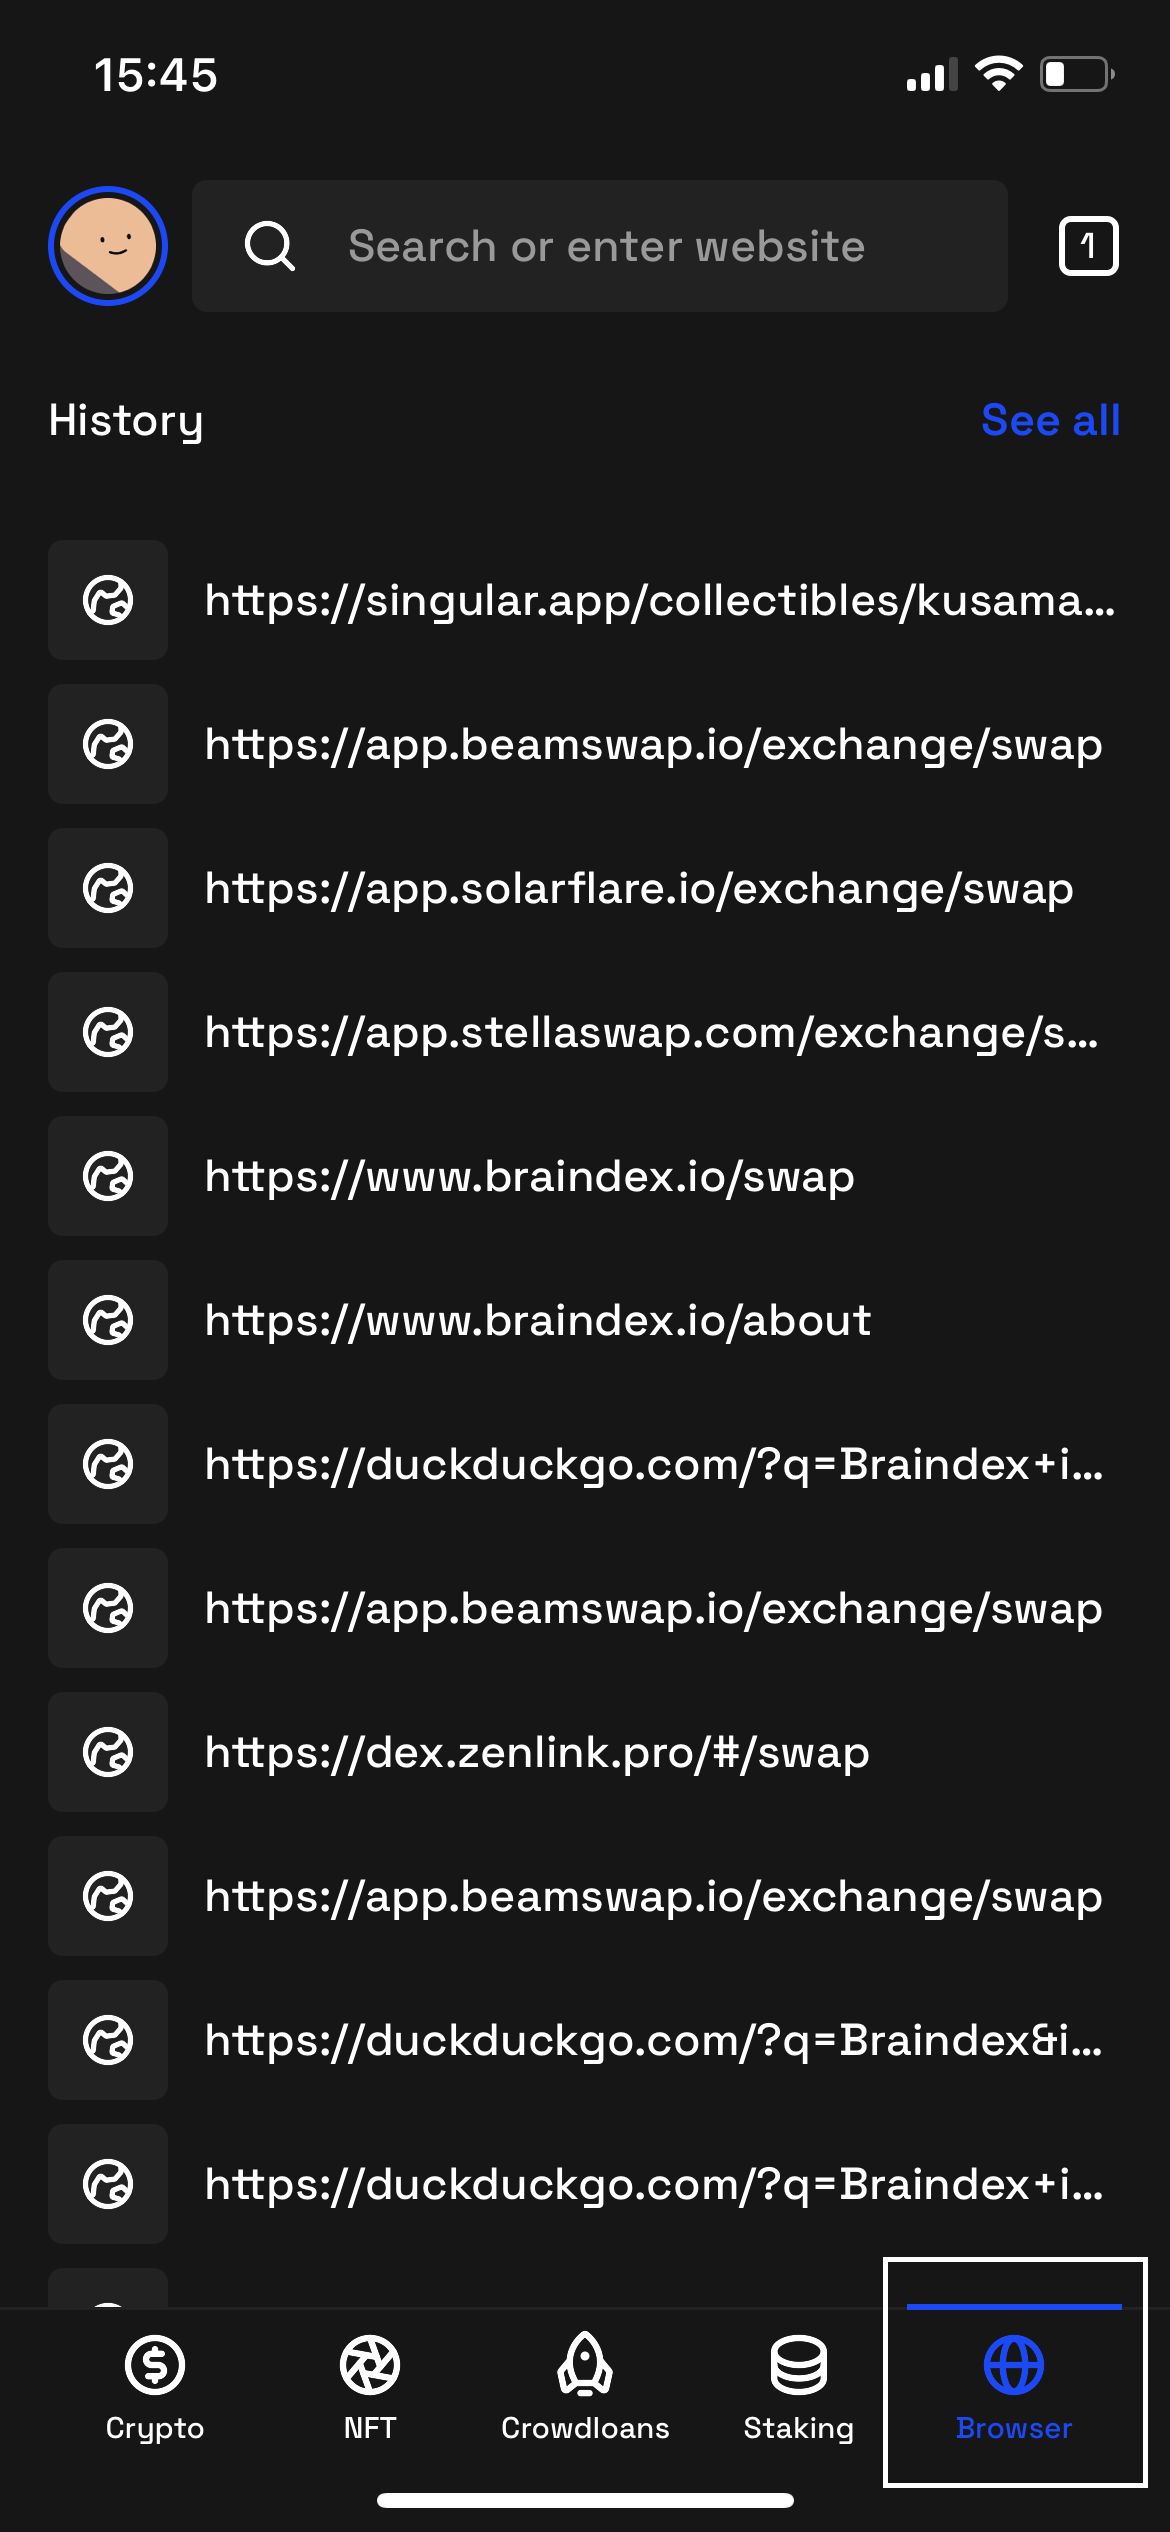 15:45
Search or enter website
1
History
See all
https://singular.app/collectibles/kusama...
https://app.beamswap.io/exchange/swap
https://app.solarflare.io/exchange/swap
https://app.stellaswap.com/exchange/s...
https://www.braindex.io/swap
https://www.braindex.io/about
https://duckduckgo.com/?q=Braindex+i...
https://app.beamswap.io/exchange/swap
https://dex.zenlink.pro/#/swap
https://app.beamswap.io/exchange/swap
https://duckduckgo.com/?q=Braindex&i...
https://duckduckgo.com/?q=Braindex+i...
Crypto
NFT
Crowdloans
Staking
Browser